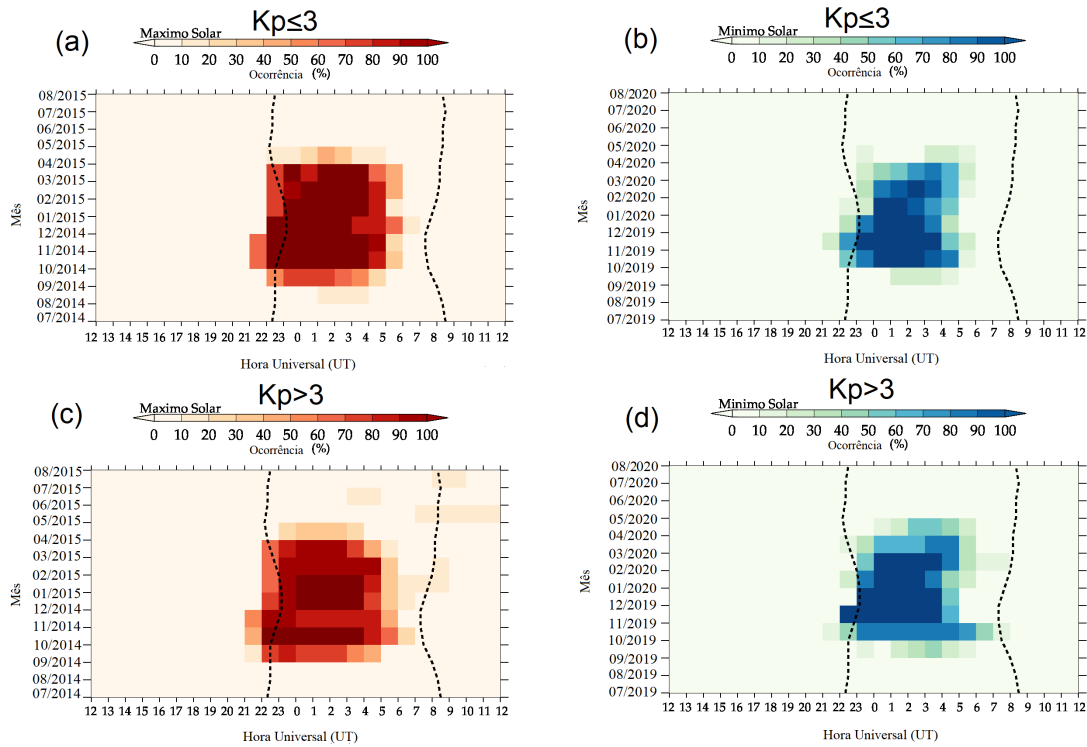 (a)
Kp≤3
Maximo Solar
0 10 20 30 40 50 60 70 80 90 100
Ocorrência (%)
08/2015
07/2015
06/2015
05/2015
04/2015
03/2015
02/2015
01/2015
12/2014
11/2014
10/2014
09/2014
08/2014
07/2014
Mês
12 13 14 15 16 17 18 19 20 21 22 23 0 1 2 3 4 5 6 7 8 9 10 11 12
Hora Universal (UT)
(b)
Kp≤3
Minimo Solar
0 10 20 30 40 50 60 70 80 90 100
Ocorrência (%)
08/2020
07/2020
06/2020
05/2020
04/2020
03/2020
02/2020
01/2020
12/2019
11/2019
10/2019
09/2019
08/2019
07/2019
Mês
12 13 14 15 16 17 18 19 20 21 22 23 0 1 2 3 4 5 6 7 8 9 10 11 12
Hora Universal (UT)
(c)
Kp>3
Maximo Solar
0 10 20 30 40 50 60 70 80 90 100
Ocorrência (%)
08/2015
07/2015
06/2015
05/2015
03/2015
02/2015
01/2015
12/2014
11/2014
10/2014
09/2014
07/2014
Mês
12 13 14 15 16 17 18 19 20 21 22 23 0 1 2 3 4 5 6 7 8 9 10 11 12
Hora Universal (UT)
(d)
Kp>3
Minimo Solar
0 10 20 30 40 50 60 70 80 90 100
Ocorrência (%)
08/2020
07/2020
06/2020
05/2020
04/2020
03/2020
02/2020
01/2020
12/2019
11/2019
10/2019
09/2019
07/2019
Mês
12 13 14 15 16 17 18 19 20 21 22 23 0 1 2 3 4 5 6 7 8 9 10 11 12
Hora Universal (UT)